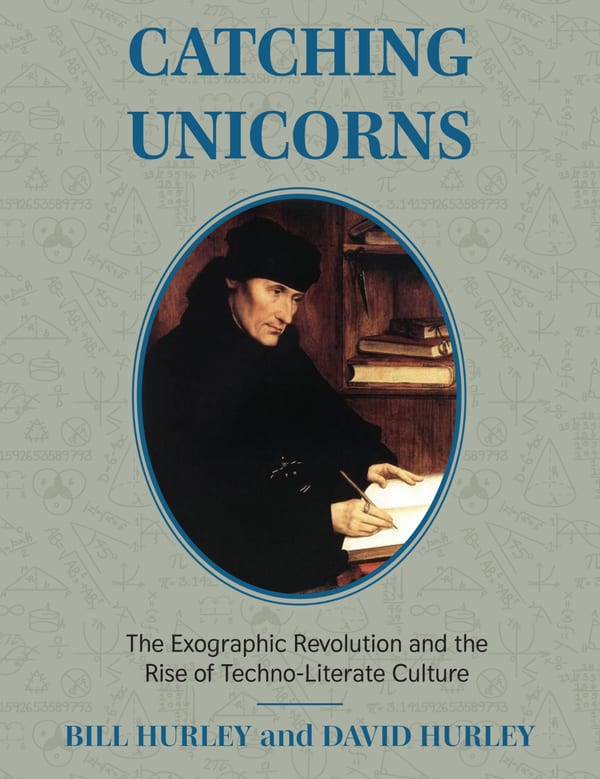 CATCHING
UNICORNS
The Exographic Revolution and the
Rise of Techno-Literate Culture
BILL HURLEY and DAVID HURLEY